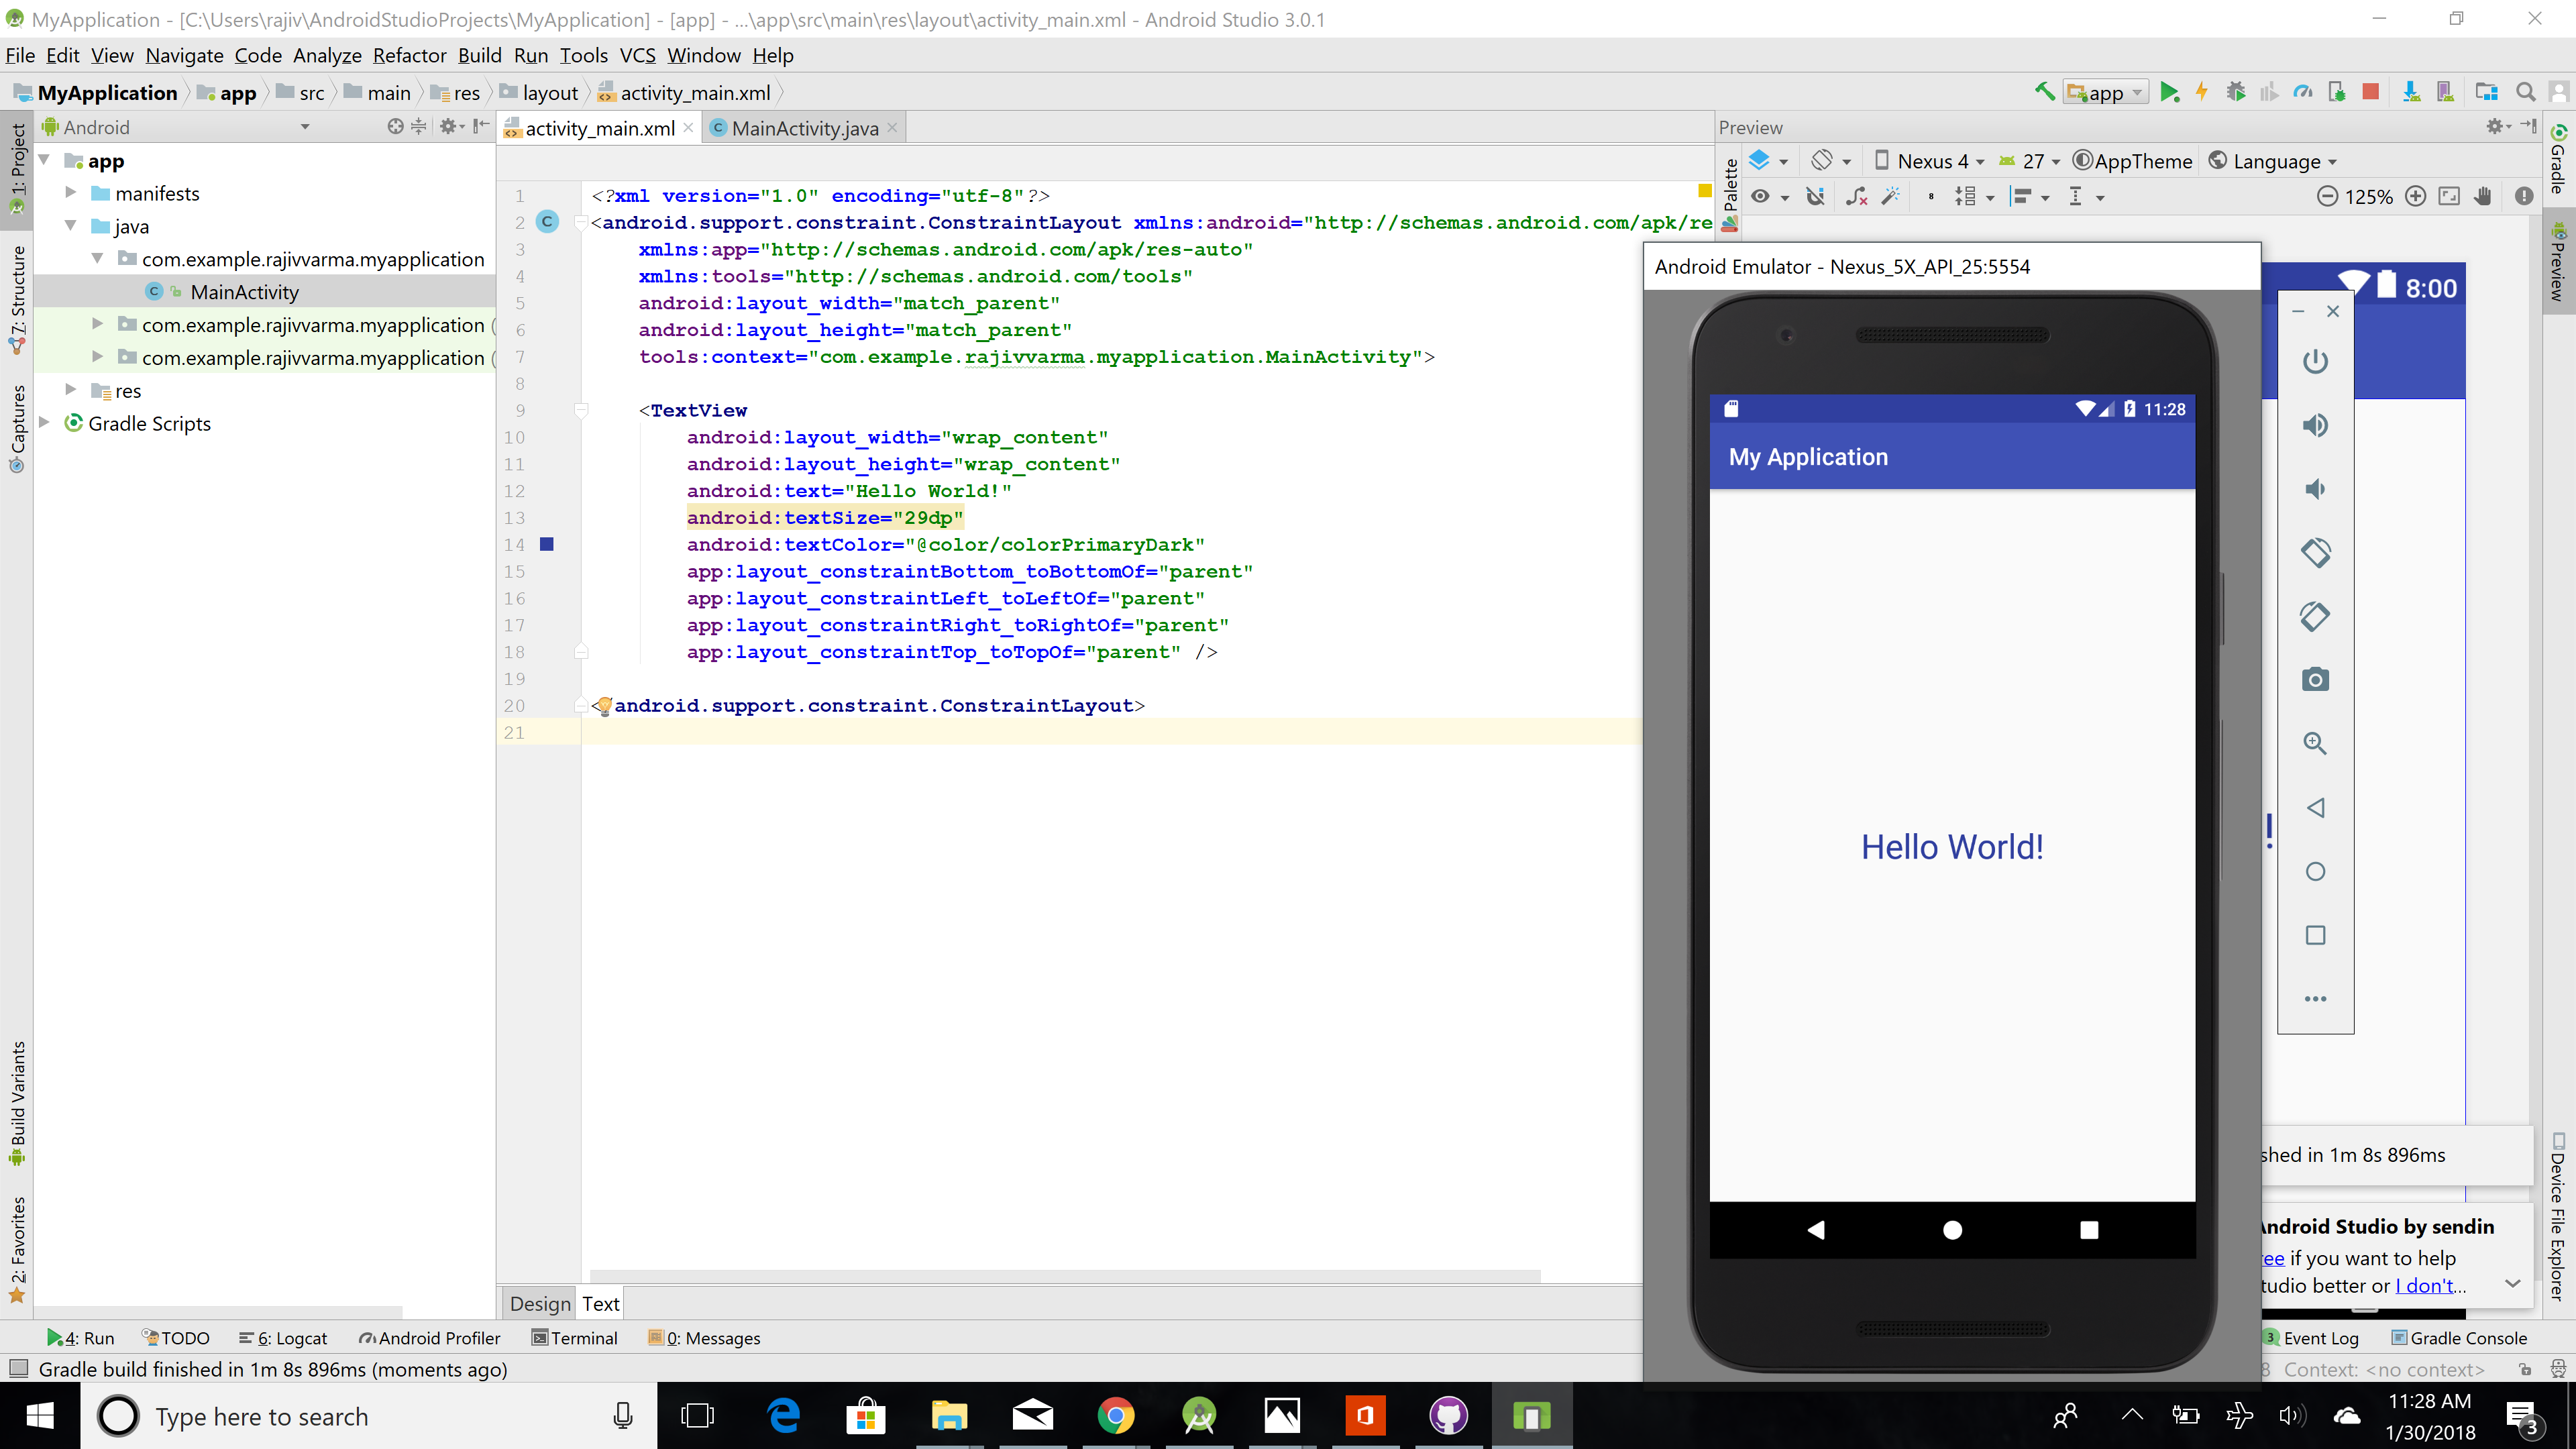 MyApplication - [C:\Users\rajiv\AndroidStudioProjects\MyApplication] - [app] - ...\app\src\main\res\layout\activity_main.xml - Android Studio 3.0.1
File Edit View Navigate Code Analyze Refactor Build Run Tools VCS Window Help
MyApplication app src main res layout activity_main.xml
app
1: Project
7: Structure
Captures
Build Variants
2: Favorites
Android
app
manifests
java
com.example.rajivvarma.myapplication
MainActivity
com.example.rajivvarma.myapplication (
com.example.rajivvarma.myapplication (
res
Gradle Scripts
activity_main.xml MainActivity.java
1 <?xml version="1.0" encoding="utf-8"?>
2 <android.support.constraint.ConstraintLayout xmlns:android="http://schemas.android.com/apk/re
3 xmlns:app="http://schemas.android.com/apk/res-auto"
4 xmlns:tools="http://schemas.android.com/tools"
5 android:layout_width="match_parent"
6 android:layout_height="match_parent"
7 tools:context="com.example.rajivvarma.myapplication.MainActivity">
8
9 <TextView
10 android:layout_width="wrap_content"
11 android:layout_height="wrap_content"
12 android:text="Hello World!"
13 android:textSize="29dp"
14 android:textColor="@color/colorPrimaryDark"
15 app:layout_constraintBottom_toBottomOf="parent"
16 app:layout_constraintLeft_toLeftOf="parent"
17 app:layout_constraintRight_toRightOf="parent"
18 app:layout_constraintTop_toTopOf="parent" />
19
20 < android.support.constraint.ConstraintLayout>
21
Design Text
Preview
Palette
Nexus 4 27 AppTheme Language
8 125%
Android Emulator - Nexus_5X_API_25:5554
8:00
11:28
My Application
Hello World!
!
shed in 1m 8s 896ms
Android Studio by sendin
ree if you want to help
tudio better or I don't...
Gradle
Preview
Device File Explorer
4: Run TODO 6: Logcat Android Profiler Terminal 0: Messages
3 Event Log Gradle Console
Gradle build finished in 1m 8s 896ms (moments ago)
8 Context: <no context>
Type here to search
11:28 AM
1/30/2018
3